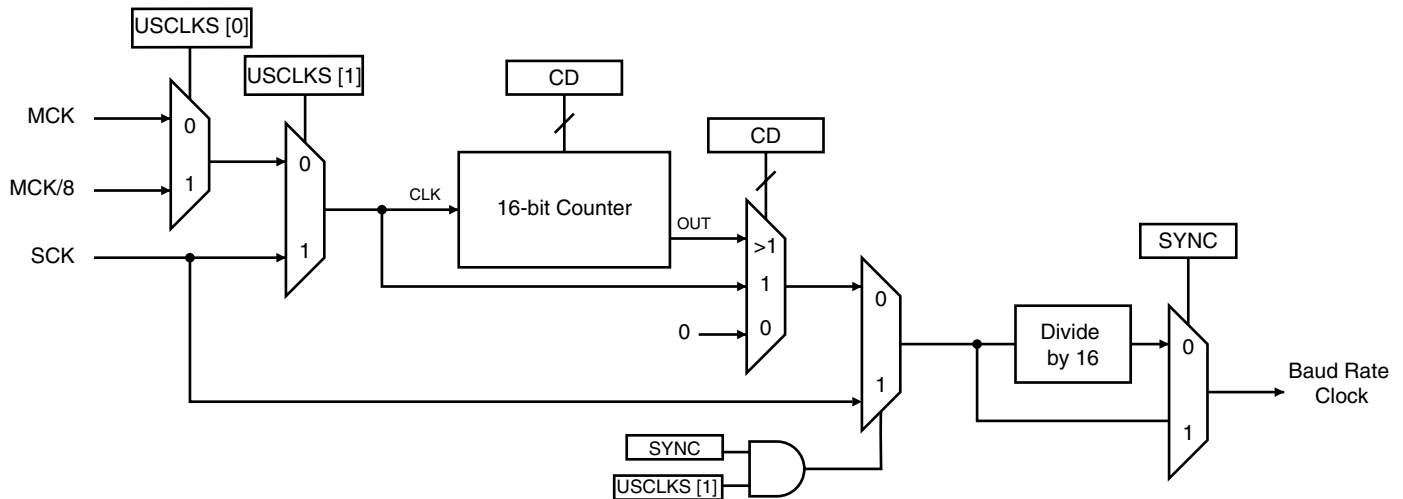 USCLKS [0]
USCLKS [1]
CD
MCK
0
CD
MCK/8
1
0
CLK
16-bit Counter
OUT
SCK
1
>1
SYNC
1
0
0
0
Divide
by 16
0
1
1
Baud Rate
Clock
SYNC
USCLKS [1]